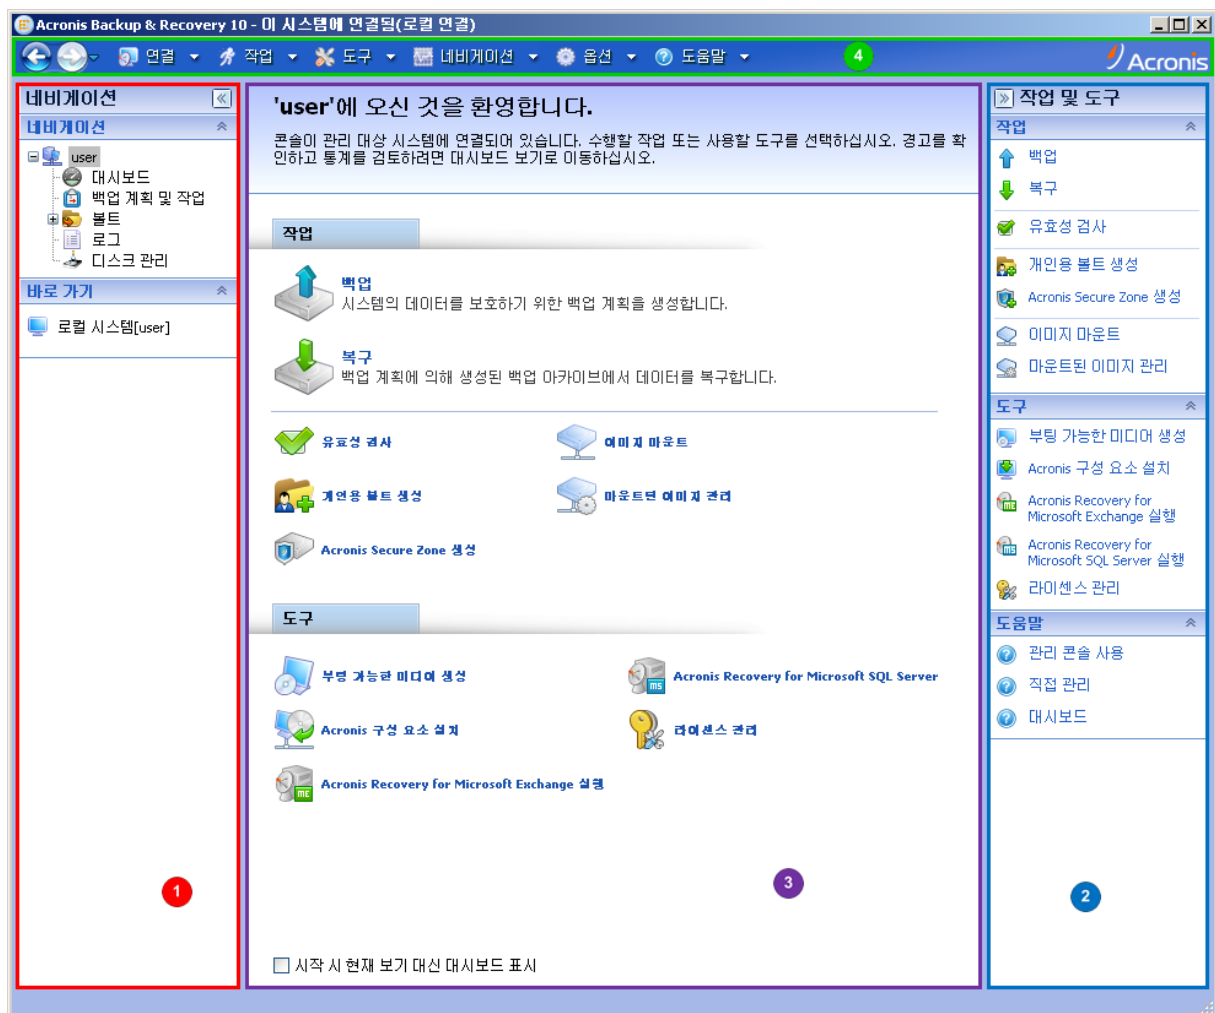 Acronis Backup & Recovery 10 - 이 시스템에 연결됨(로컬 연결)
연결 작업 도구 네비게이션 옵션 도움말 4 Acronis
네비게이션
네비게이션
user
대시보드
백업 계획 및 작업
볼트
로그
디스크 관리
바로 가기
로컬 시스템[user]
1
'user'에 오신 것을 환영합니다.
콘솔이 관리 대상 시스템에 연결되어 있습니다. 수행할 작업 또는 사용할 도구를 선택하십시오. 경고를 확
인하고 통계를 검토하려면 대시보드 보기로 이동하십시오.
작업
백업
시스템의 데이터를 보호하기 위한 백업 계획을 생성합니다.
복구
백업 계획에 의해 생성된 백업 아카이브에서 데이터를 복구합니다.
유효성 검사
이미지 마운트
개인용 볼트 생성
마운트된 이미지 관리
Acronis Secure Zone 생성
도구
부팅 가능한 미디어 생성
Acronis Recovery for Microsoft SQL Server
Acronis 구성 요소 설치
라이센스 관리
Acronis Recovery for Microsoft Exchange 실행
3
시작 시 현재 보기 대신 대시보드 표시
작업 및 도구
작업
백업
복구
유효성 검사
개인용 볼트 생성
Acronis Secure Zone 생성
이미지 마운트
마운트된 이미지 관리
도구
부팅 가능한 미디어 생성
Acronis 구성 요소 설치
Acronis Recovery for
Microsoft Exchange 실행
Acronis Recovery for
Microsoft SQL Server 실행
라이센스 관리
도움말
관리 콘솔 사용
직접 관리
대시보드
2